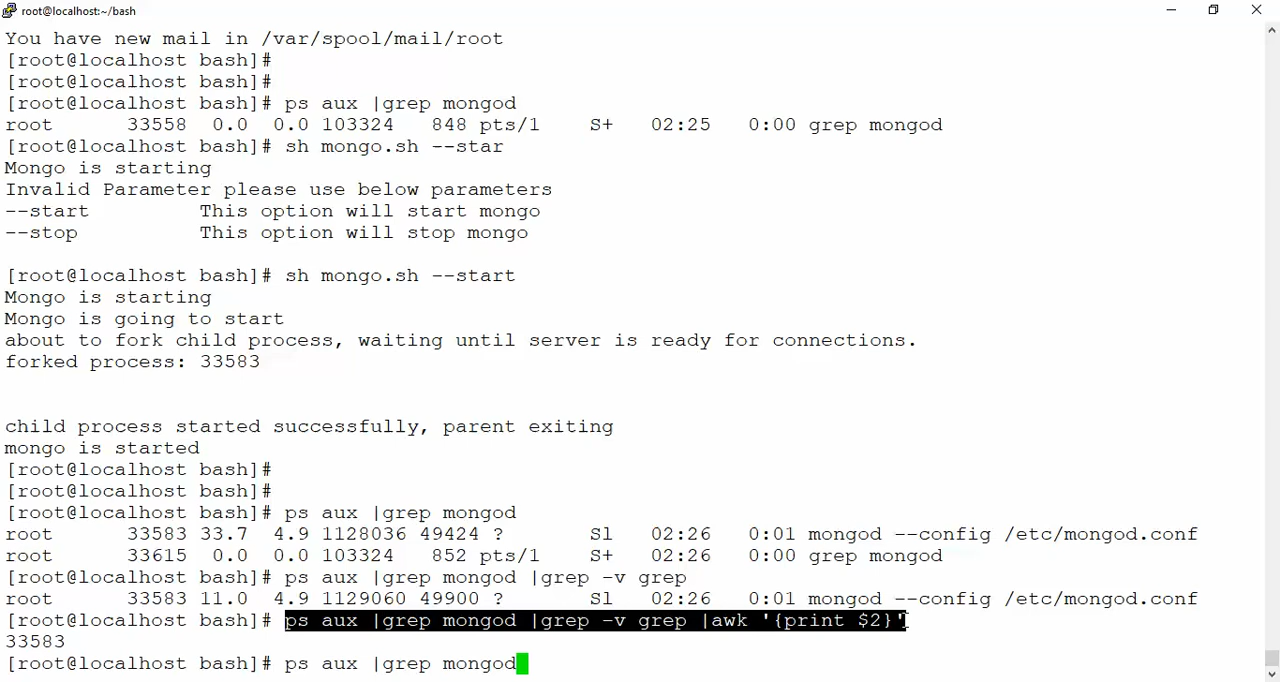 root@localhost:~/bash
You have new mail in /var/spool/mail/root
[root@localhost bash]#
[root@localhost bash]#
[root@localhost bash]# ps aux |grep mongod
root      33558  0.0  0.0 103324   848 pts/1    S+   02:25   0:00 grep mongod
[root@localhost bash]# sh mongo.sh --star
Mongo is starting
Invalid Parameter please use below parameters
--start         This option will start mongo
--stop          This option will stop mongo
[root@localhost bash]# sh mongo.sh --start
Mongo is starting
Mongo is going to start
about to fork child process, waiting until server is ready for connections.
forked process: 33583
child process started successfully, parent exiting
mongo is started
[root@localhost bash]#
[root@localhost bash]#
[root@localhost bash]# ps aux |grep mongod
root      33583 33.7  4.9 1128036 49424 ?       Sl   02:26   0:01 mongod --config /etc/mongod.conf
root      33615  0.0  0.0 103324   852 pts/1    S+   02:26   0:00 grep mongod
[root@localhost bash]# ps aux |grep mongod |grep -v grep
root      33583 11.0  4.9 1129060 49900 ?       Sl   02:26   0:01 mongod --config /etc/mongod.conf
[root@localhost bash]# ps aux |grep mongod |grep -v grep |awk '{print $2}'
33583
[root@localhost bash]# ps aux |grep mongod